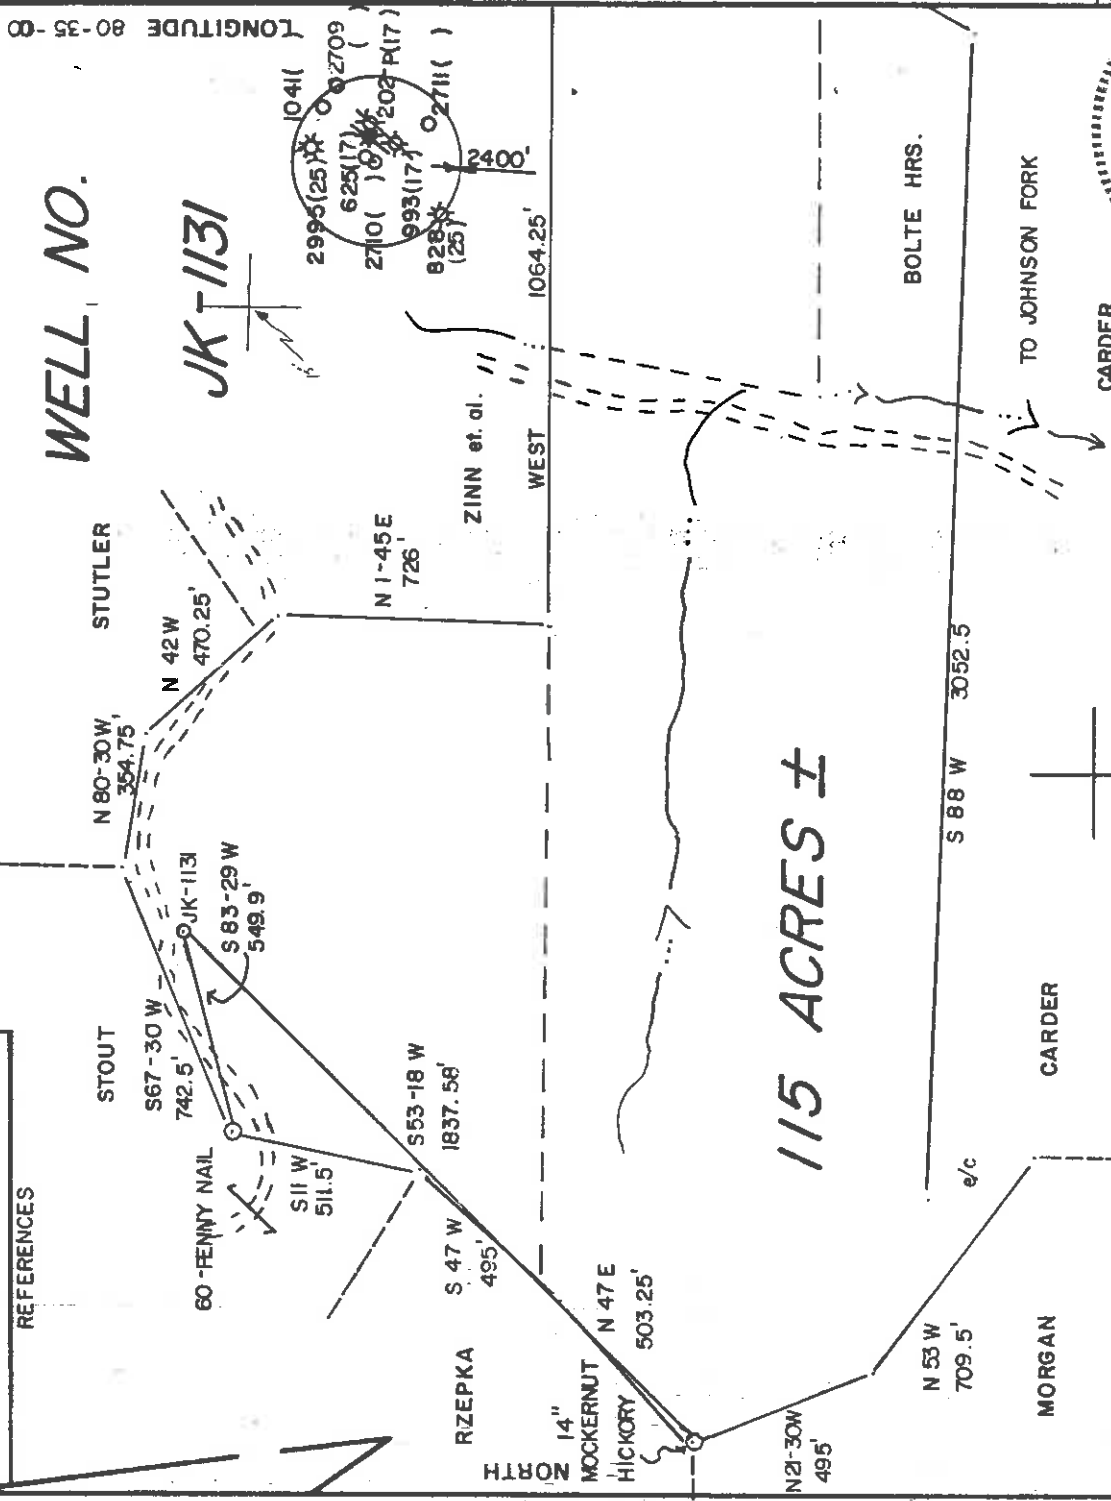 LONGITUDE 80-35-00
WELL NO.
JK-1131
1041(
2709
( )
2995(25)
625(17)
202-P(17)
2710( )
993(17)
2711( )
828
(25)
2400'
STUTLER
N 42 W
470.25'
N 80-30 W
354.75'
N 1-45 E
726'
ZINN et. al.
WEST
1064.25'
BOLTE HRS.
TO JOHNSON FORK
CARDER
JK-1131
S 83-29 W
549.9'
STOUT
S67-30 W
742.5'
REFERENCES
60-PENNY NAIL
S 11 W
511.5'
S53-18 W
1837.58'
S 47 W
495'
N 47 E
503.25'
RZEPKA
14"
MOCKERNUT
HICKORY
NORTH
115 ACRES ±
S 88 W
3052.5
CARDER
e/c
N 53 W
709.5'
MORGAN
N21-30W
495'